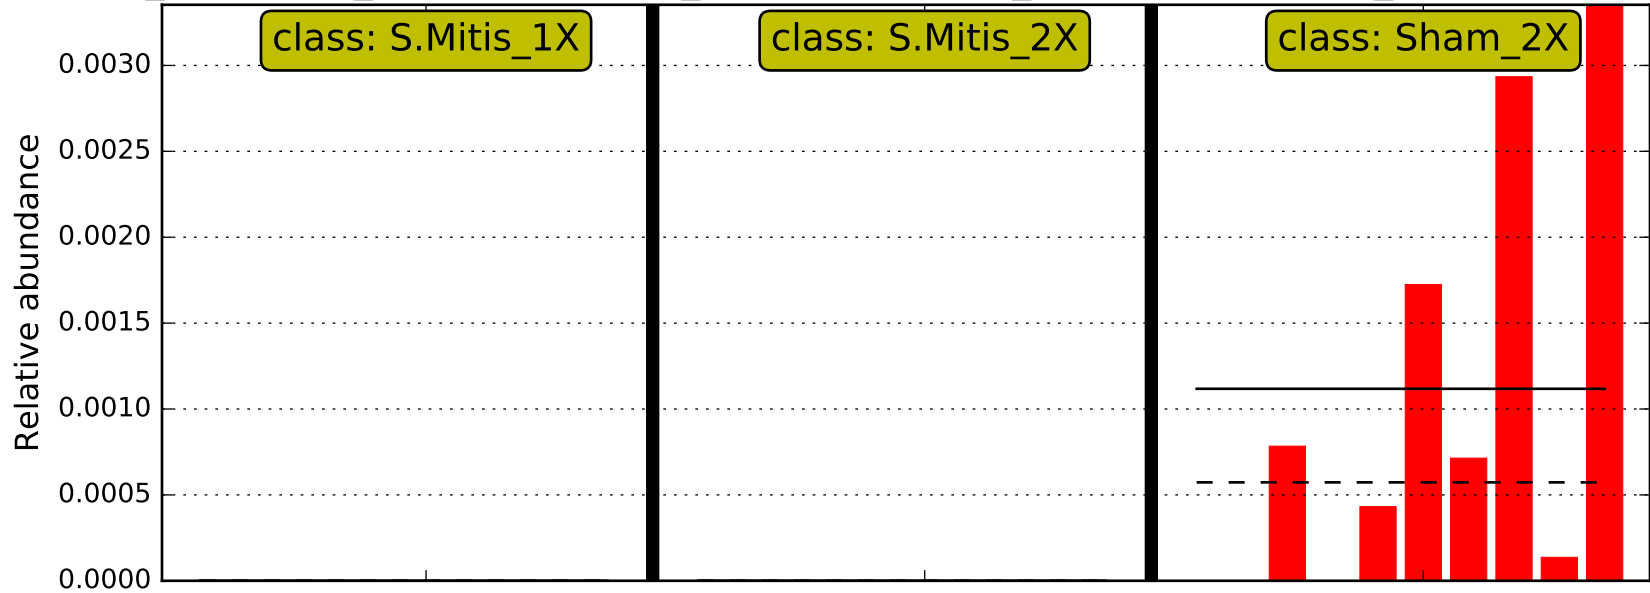 class: S.Mitis_1X
class: S.Mitis_2X
class: Sham_2X
Relative abundance
0.0030
0.0025
0.0020
0.0015
0.0010
0.0005
0.0000